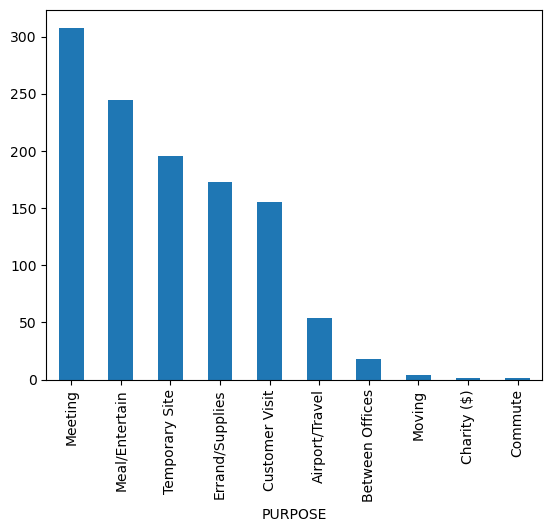 300
250
200
150
100
50
0
Meeting
Meal/Entertain
Temporary Site
Errand/Supplies
Customer Visit
Airport/Travel
Between Offices
Moving
Charity ($)
Commute
PURPOSE